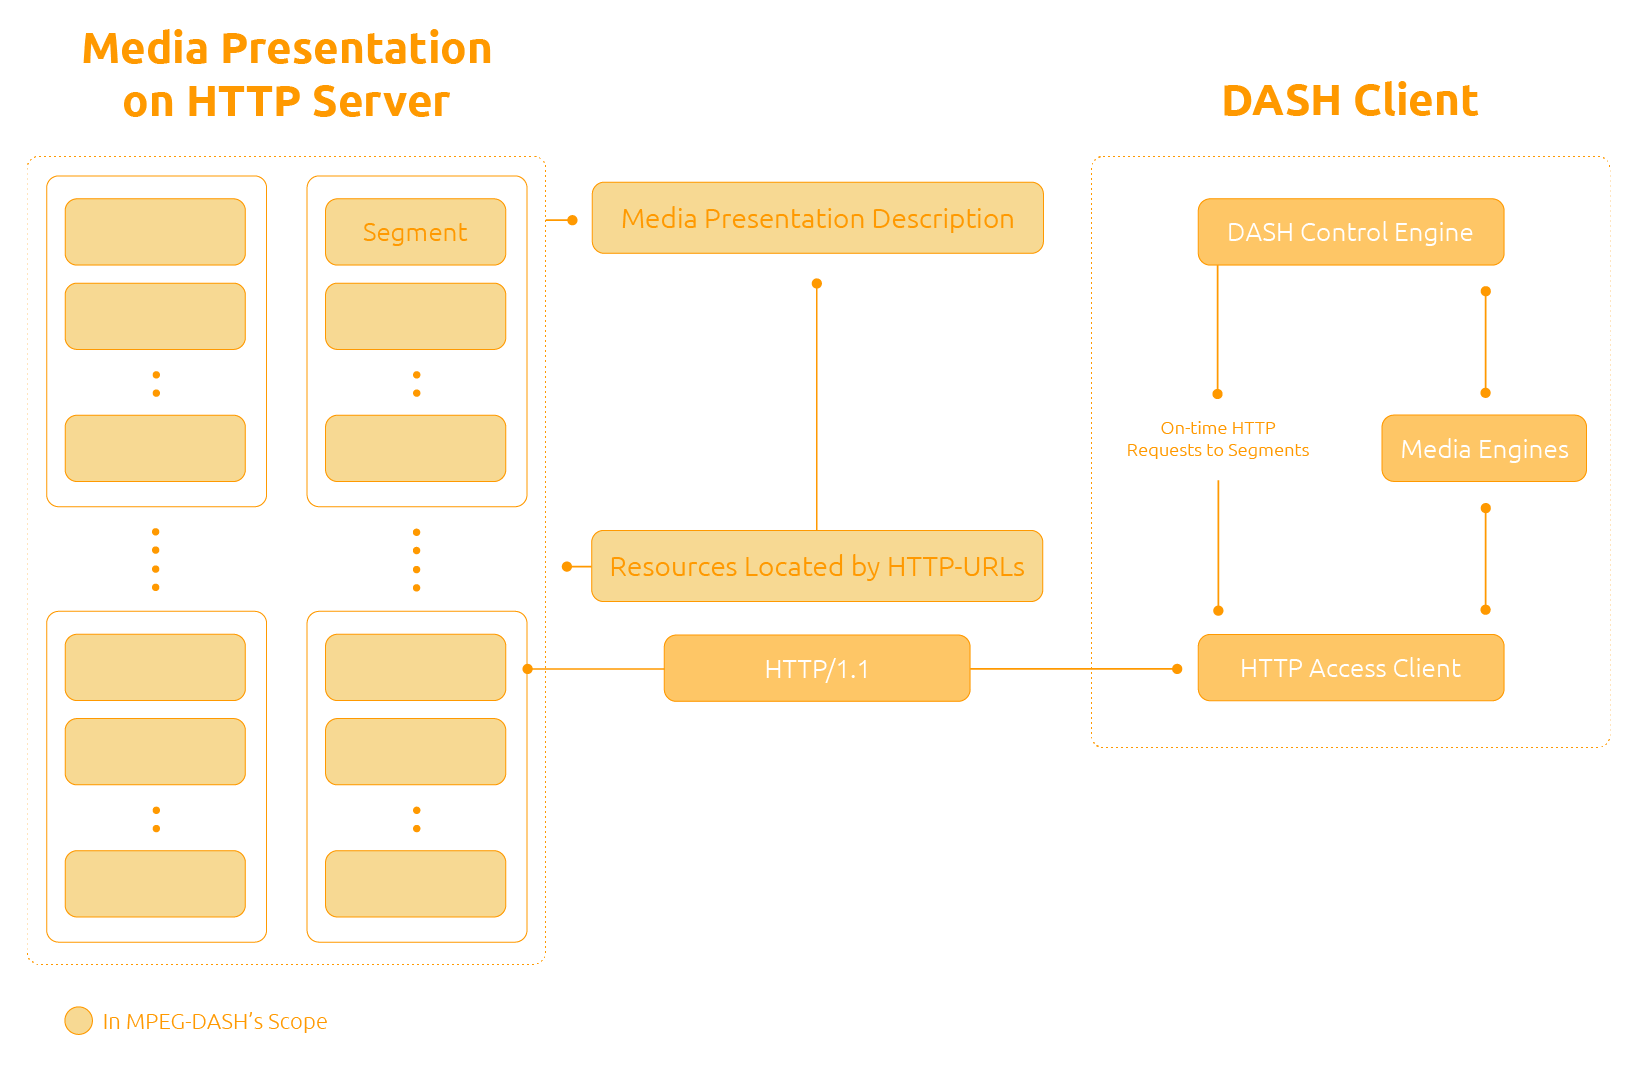 Media Presentation
on HTTP Server
DASH Client
Segment
Media Presentation Description
DASH Control Engine
On-time HTTP
Requests to Segments
Media Engines
Resources Located by HTTP-URLs
HTTP/1.1
HTTP Access Client
In MPEG-DASH’s Scope